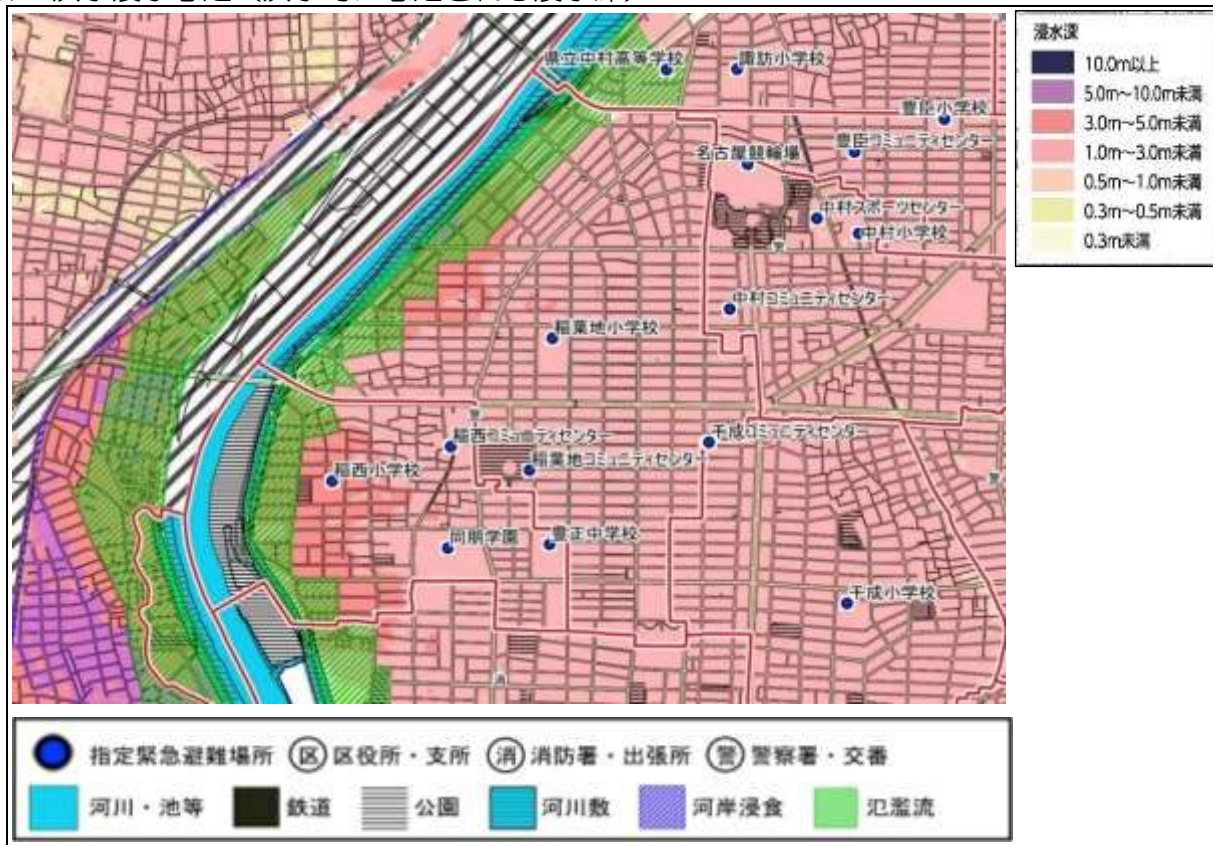 県立中村高等学校
諏訪小学校
豊臣小学校
豊臣コミュニティセンター
名古屋競輪場
中村スポーツセンター
中村小学校
中村コミュニティセンター
稲葉地小学校
稲西コミュニティセンター
千成コミュニティセンター
稲葉地コミュニティセンター
稲西小学校
同朋学園
豊正中学校
千成小学校
消
浸水深
10.0m以上
5.0m～10.0m未満
3.0m～5.0m未満
1.0m～3.0m未満
0.5m～1.0m未満
0.3m～0.5m未満
0.3m未満
指定緊急避難場所 区 区役所・支所 消 消防署・出張所 警 警察署・交番
河川・池等 鉄道 公園 河川敷 河岸浸食 氾濫流